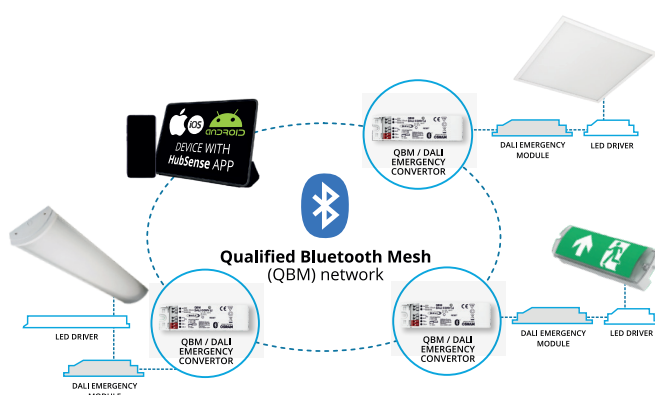 iOS
ANDROID
DEVICE WITH
HubSense APP
QBM / DALI
EMERGENCY
CONVERTOR
DALI EMERGENCY
MODULE
LED DRIVER
Qualified Bluetooth Mesh
(QBM) network
LED DRIVER
DALI EMERGENCY
MODULE
QBM / DALI
EMERGENCY
CONVERTOR
QBM / DALI
EMERGENCY
CONVERTOR
DALI EMERGENCY
MODULE
LED DRIVER